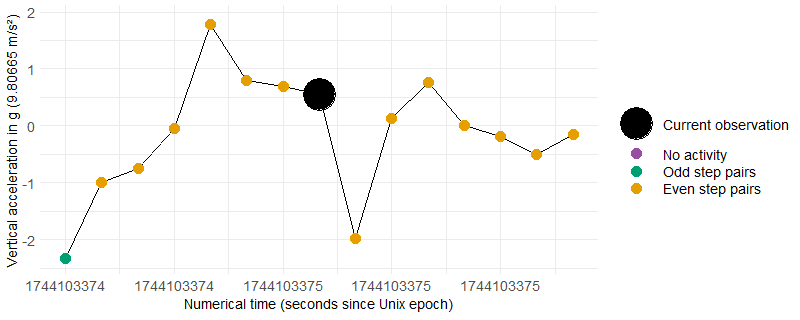 Vertical acceleration in g (9.80665 m/s²)
2
1
0
-1
-2
1744103374
1744103374
1744103375
1744103375
1744103375
Numerical time (seconds since Unix epoch)
Current observation
No activity
Odd step pairs
Even step pairs